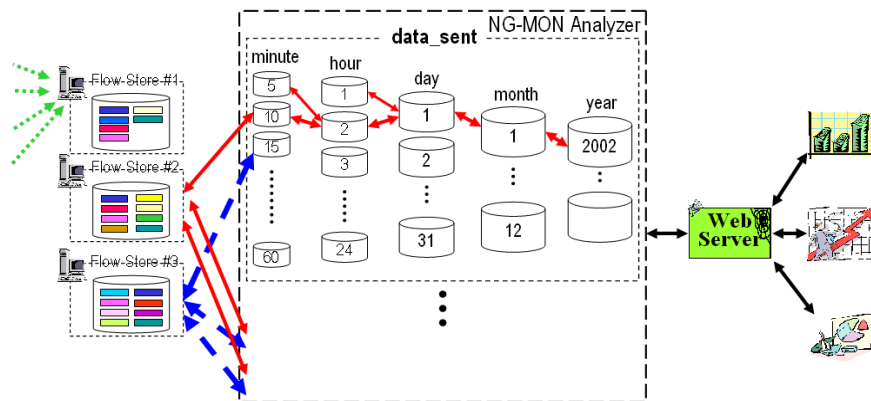 NG-MON Analyzer
data_sent
Flow-Store #1
Flow-Store #2
Flow-Store #3
minute
5
10
15
60
hour
1
2
3
24
day
1
2
31
month
1
12
year
2002
Web
Server